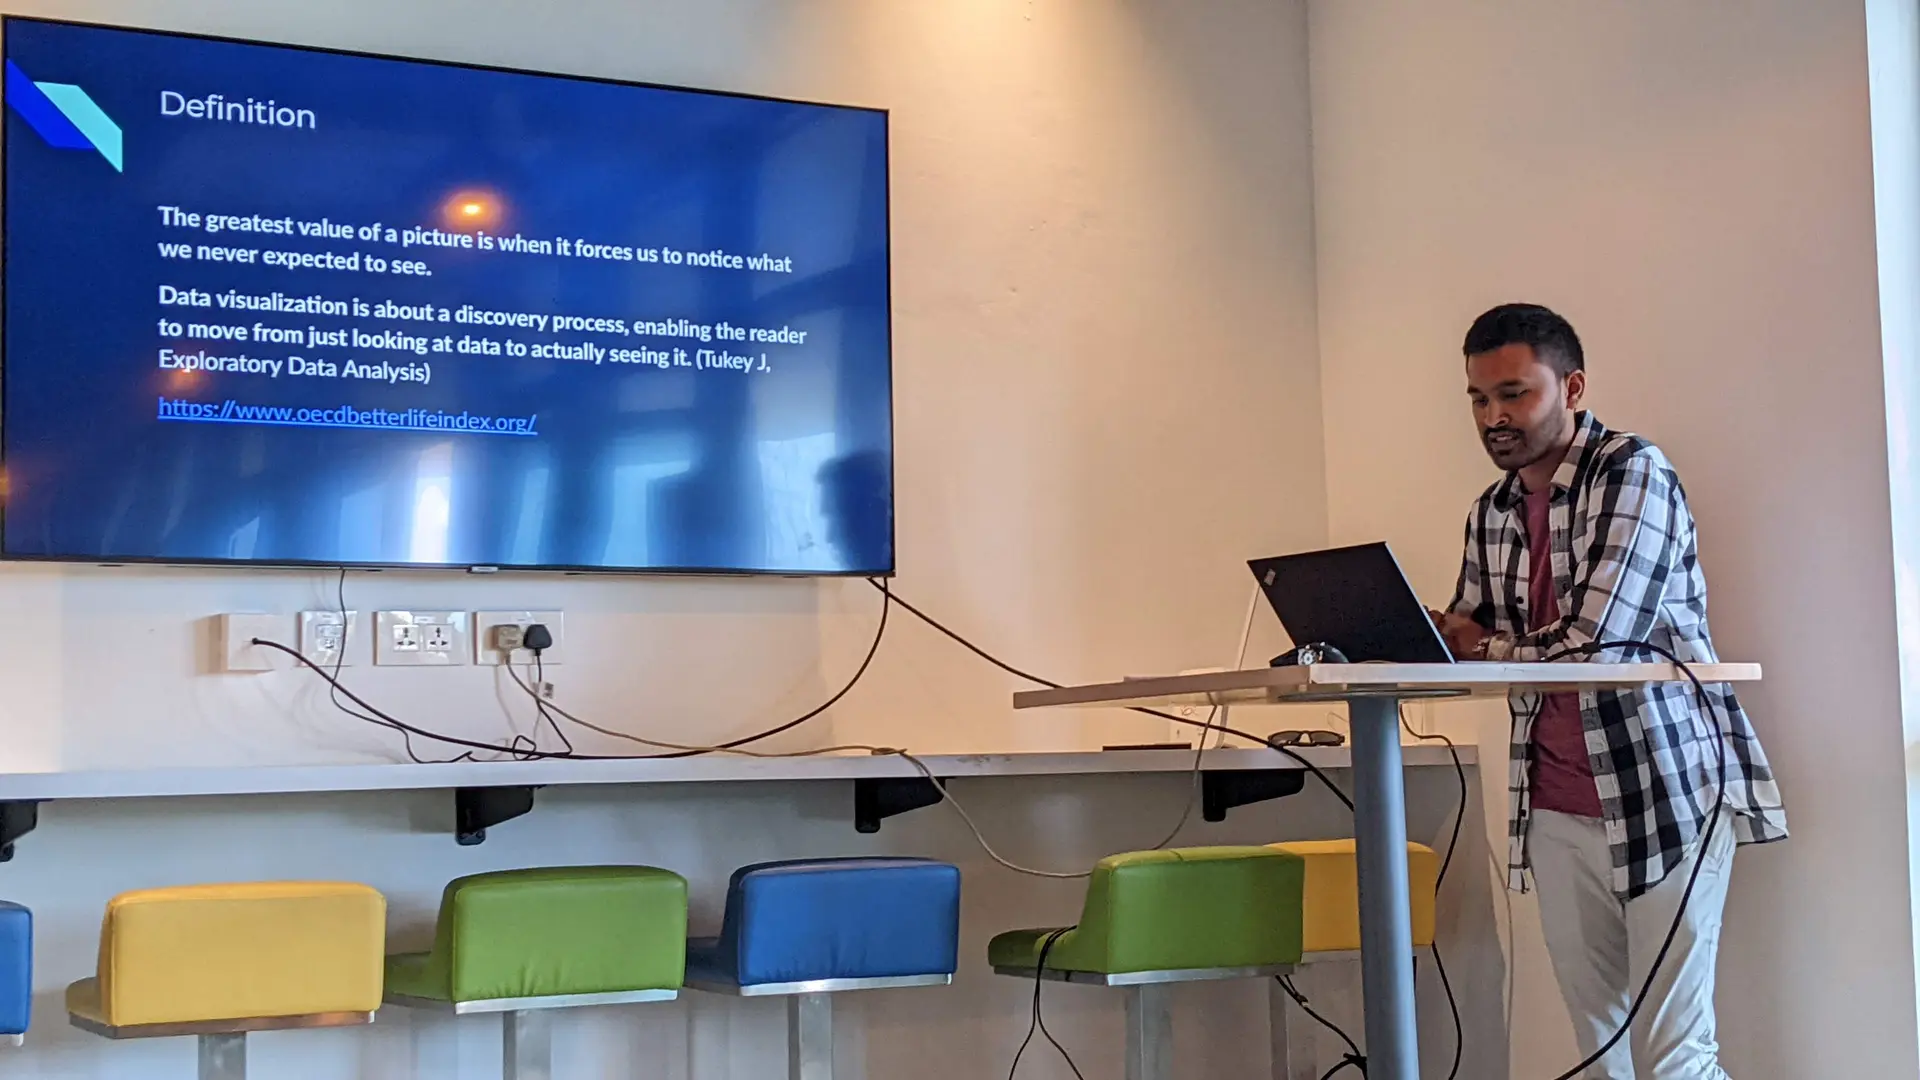 Definition
The greatest value of a picture is when it forces us to notice what
we never expected to see.
Data visualization is about a discovery process, enabling the reader
to move from just looking at data to actually seeing it. (Tukey J,
Exploratory Data Analysis)
https://www.oecdbetterlifeindex.org/